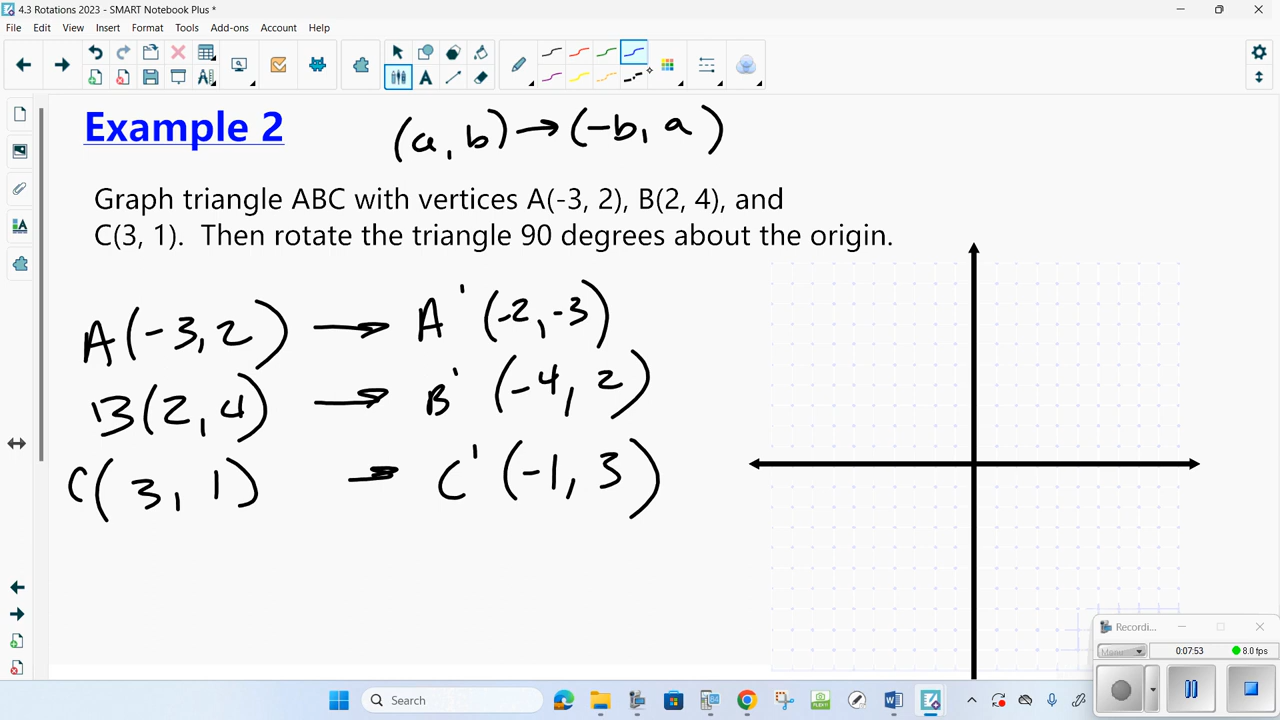 4.3 Rotations 2023 - SMART Notebook Plus *
File Edit View Insert Format Tools Add-ons Account Help
Example 2
(a, b) → (-b, a)
Graph triangle ABC with vertices A(-3, 2), B(2, 4), and
C(3, 1). Then rotate the triangle 90 degrees about the origin.
A(-3, 2) → A' (-2, -3)
B(2, 4) → B' (-4, 2)
C(3, 1) → C' (-1, 3)
Recordi...
Menu 0:07:53 8.0 fps
Search